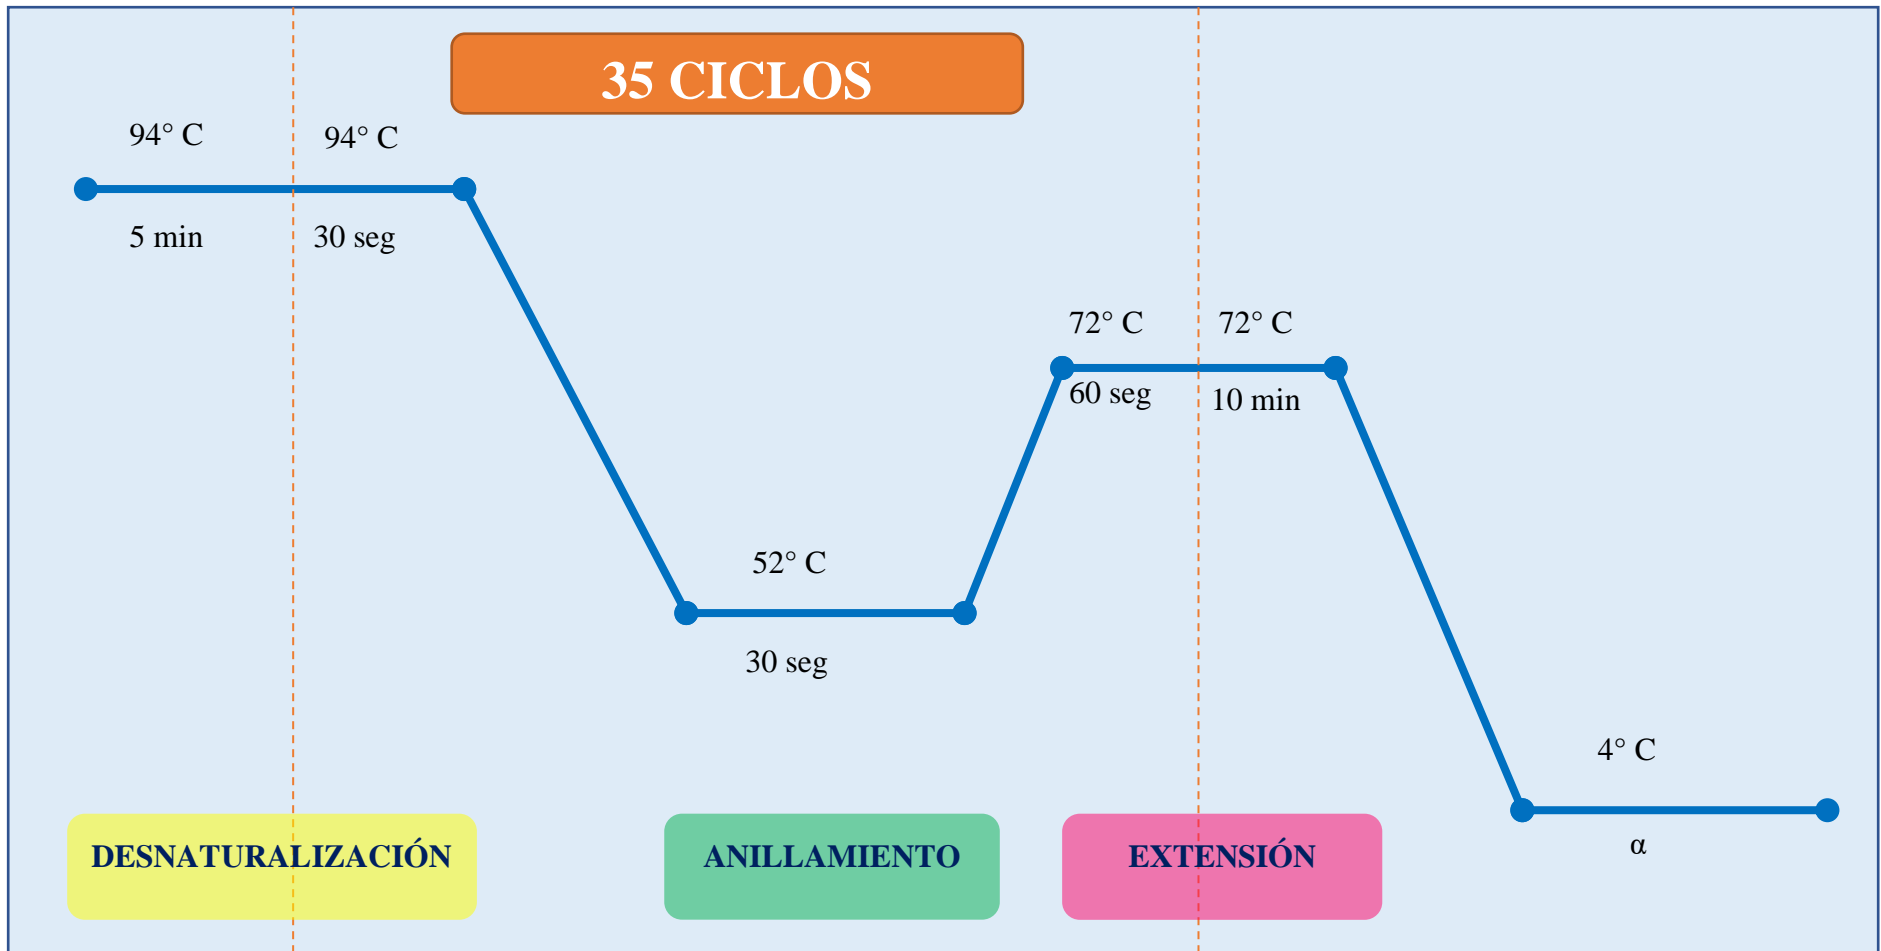 35 CICLOS
94° C
94° C
5 min
30 seg
72° C
72° C
60 seg
10 min
52° C
30 seg
4° C
α
DESNATURALIZACIÓN
ANILLAMIENTO
EXTENSIÓN